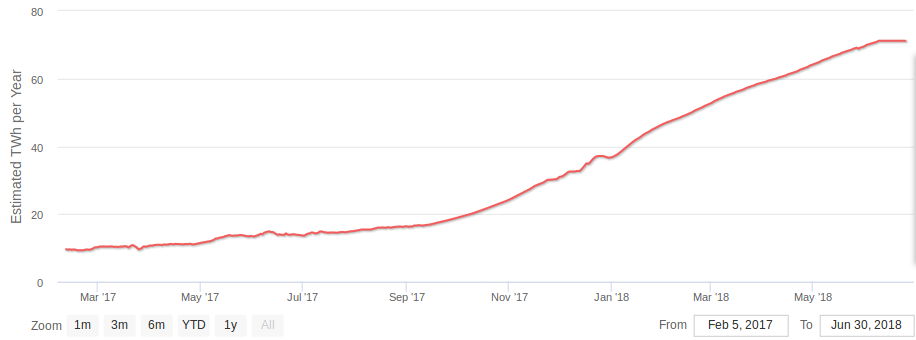 80
60
40
20
0
Estimated TWh per Year
Mar '17 May '17 Jul '17 Sep '17 Nov '17 Jan '18 Mar '18 May '18
Zoom 1m 3m 6m YTD 1y All From Feb 5, 2017 To Jun 30, 2018